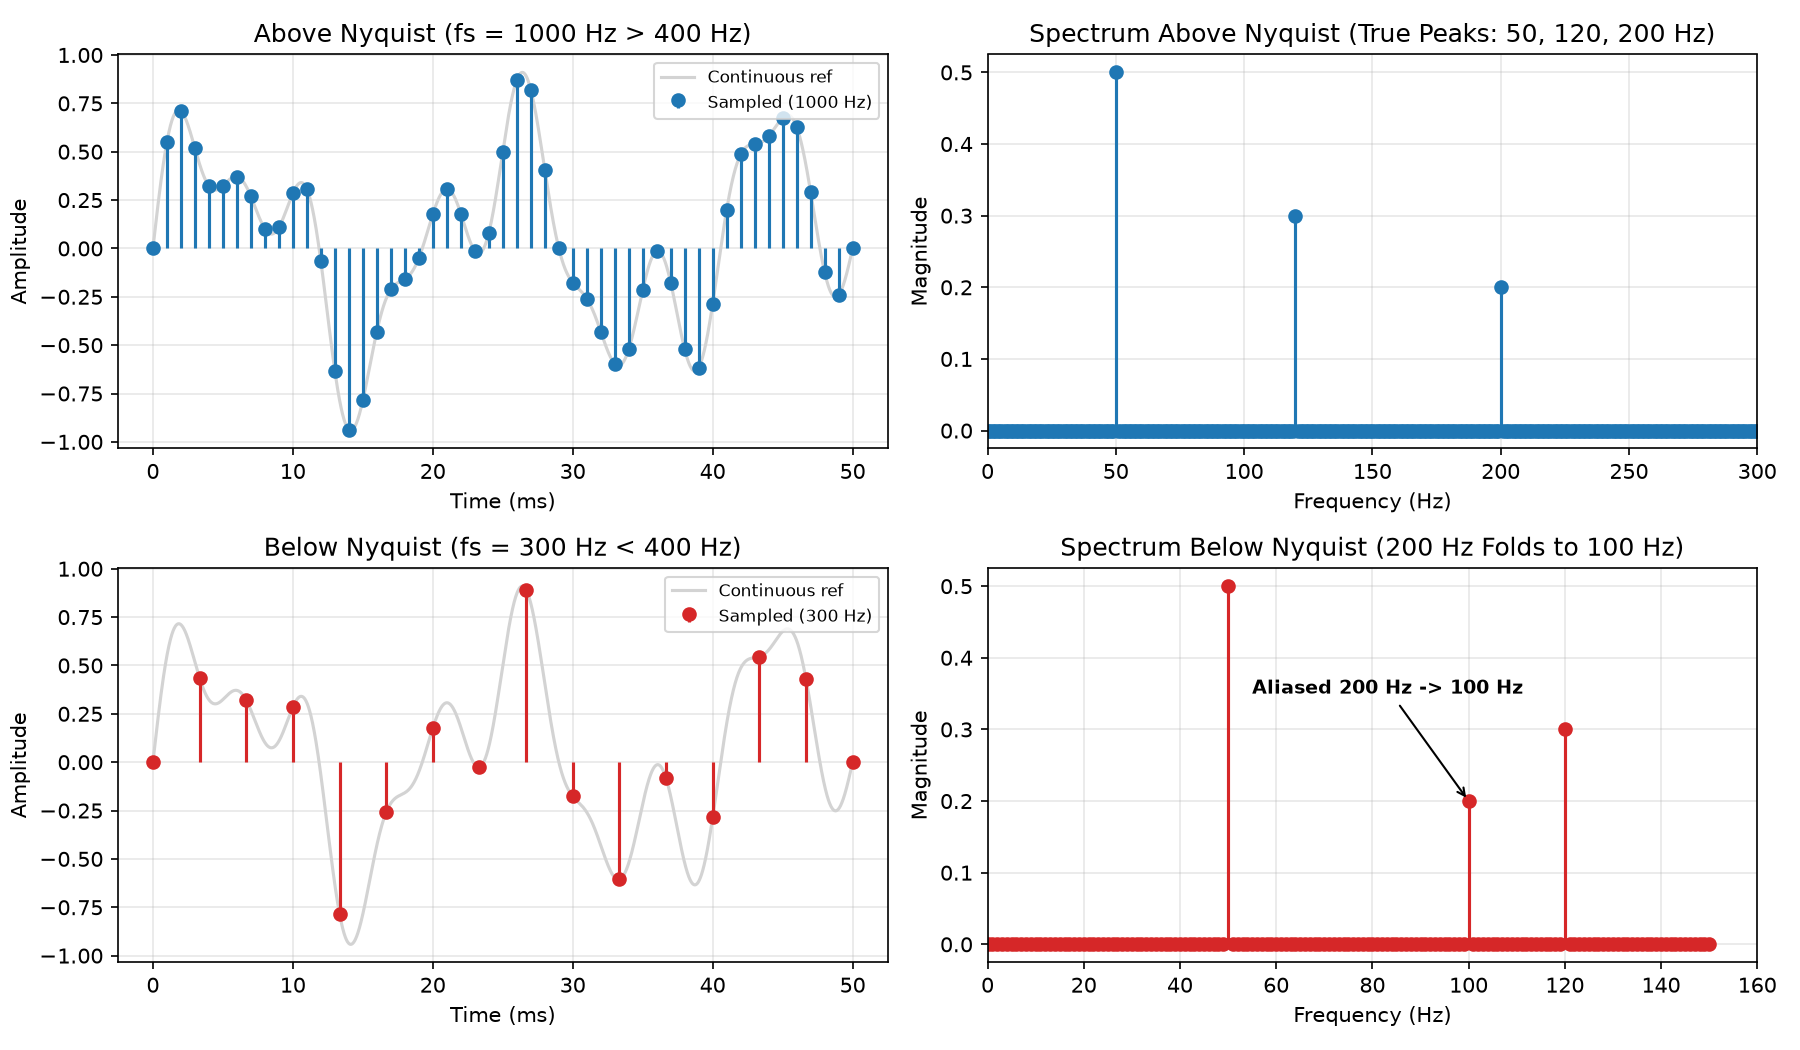 Above Nyquist (fs = 1000 Hz > 400 Hz)
1.00
0.75
0.50
0.25
0.00
−0.25
−0.50
−0.75
−1.00
Amplitude
Continuous ref
Sampled (1000 Hz)
0 10 20 30 40 50
Time (ms)
Spectrum Above Nyquist (True Peaks: 50, 120, 200 Hz)
0.5
0.4
0.3
0.2
0.1
0.0
Magnitude
0 50 100 150 200 250 300
Frequency (Hz)
Below Nyquist (fs = 300 Hz < 400 Hz)
1.00
0.75
0.50
0.25
0.00
−0.25
−0.50
−0.75
−1.00
Amplitude
Continuous ref
Sampled (300 Hz)
0 10 20 30 40 50
Time (ms)
Spectrum Below Nyquist (200 Hz Folds to 100 Hz)
0.5
0.4
0.3
0.2
0.1
0.0
Magnitude
Aliased 200 Hz -> 100 Hz
0 20 40 60 80 100 120 140 160
Frequency (Hz)